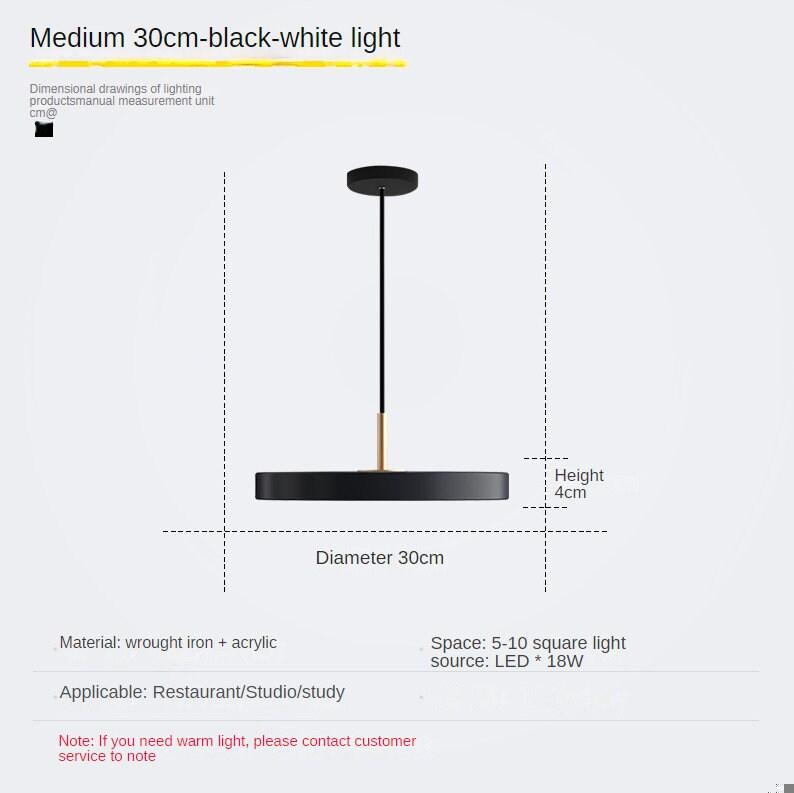 Medium 30cm-black-white light
Dimensional drawings of lighting
productsmanual measurement unit
cm@
Height
4cm
Diameter 30cm
Material: wrought iron + acrylic
Space: 5-10 square light
source: LED * 18W
Applicable: Restaurant/Studio/study
Note: If you need warm light, please contact customer
service to note